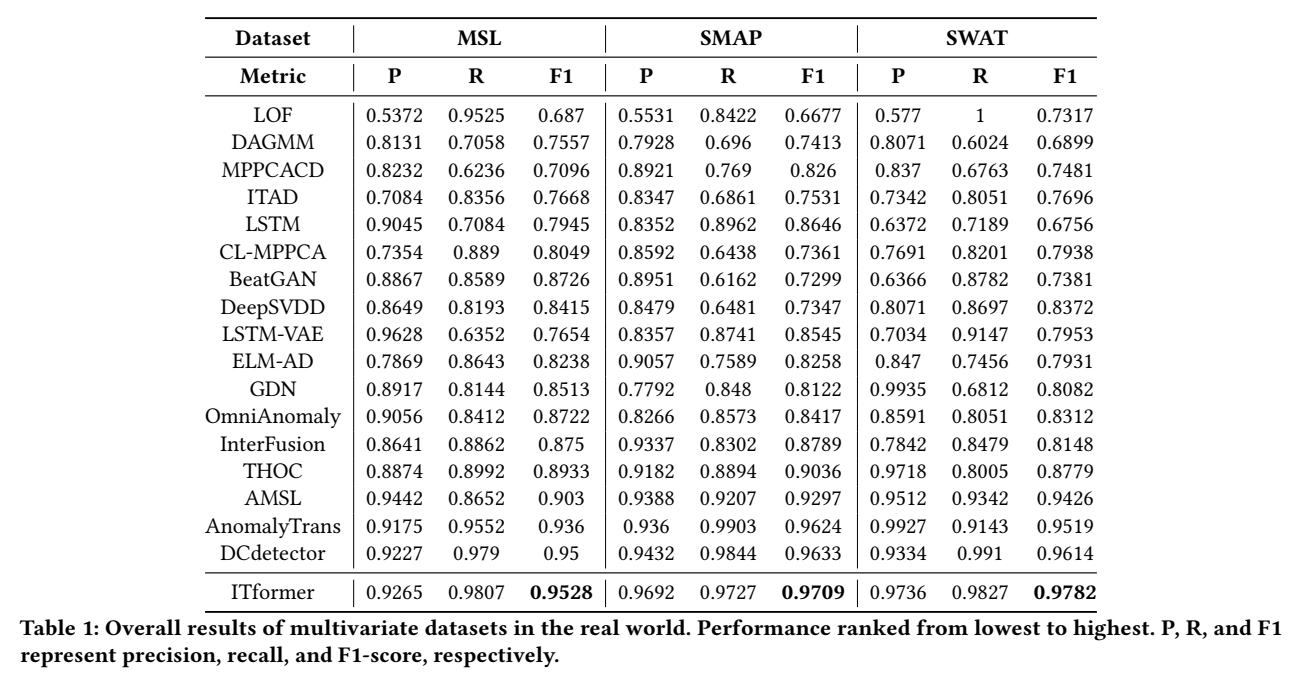 Dataset MSL SMAP SWAT
Metric P R F1 P R F1 P R F1
LOF 0.5372 0.9525 0.687 0.5531 0.8422 0.6677 0.577 1 0.7317
DAGMM 0.8131 0.7058 0.7557 0.7928 0.696 0.7413 0.8071 0.6024 0.6899
MPPCACD 0.8232 0.6236 0.7096 0.8921 0.769 0.826 0.837 0.6763 0.7481
ITAD 0.7084 0.8356 0.7668 0.8347 0.6861 0.7531 0.7342 0.8051 0.7696
LSTM 0.9045 0.7084 0.7945 0.8352 0.8962 0.8646 0.6372 0.7189 0.6756
CL-MPPCA 0.7354 0.889 0.8049 0.8592 0.6438 0.7361 0.7691 0.8201 0.7938
BeatGAN 0.8867 0.8589 0.8726 0.8951 0.6162 0.7299 0.6366 0.8782 0.7381
DeepSVDD 0.8649 0.8193 0.8415 0.8479 0.6481 0.7347 0.8071 0.8697 0.8372
LSTM-VAE 0.9628 0.6352 0.7654 0.8357 0.8741 0.8545 0.7034 0.9147 0.7953
ELM-AD 0.7869 0.8643 0.8238 0.9057 0.7589 0.8258 0.847 0.7456 0.7931
GDN 0.8917 0.8144 0.8513 0.7792 0.848 0.8122 0.9935 0.6812 0.8082
OmniAnomaly 0.9056 0.8412 0.8722 0.8266 0.8573 0.8417 0.8591 0.8051 0.8312
InterFusion 0.8641 0.8862 0.875 0.9337 0.8302 0.8789 0.7842 0.8479 0.8148
THOC 0.8874 0.8992 0.8933 0.9182 0.8894 0.9036 0.9718 0.8005 0.8779
AMSL 0.9442 0.8652 0.903 0.9388 0.9207 0.9297 0.9512 0.9342 0.9426
AnomalyTrans 0.9175 0.9552 0.936 0.936 0.9903 0.9624 0.9927 0.9143 0.9519
DCdetector 0.9227 0.979 0.95 0.9432 0.9844 0.9633 0.9334 0.991 0.9614
ITformer 0.9265 0.9807 0.9528 0.9692 0.9727 0.9709 0.9736 0.9827 0.9782
Table 1: Overall results of multivariate datasets in the real world. Performance ranked from lowest to highest. P, R, and F1
represent precision, recall, and F1-score, respectively.